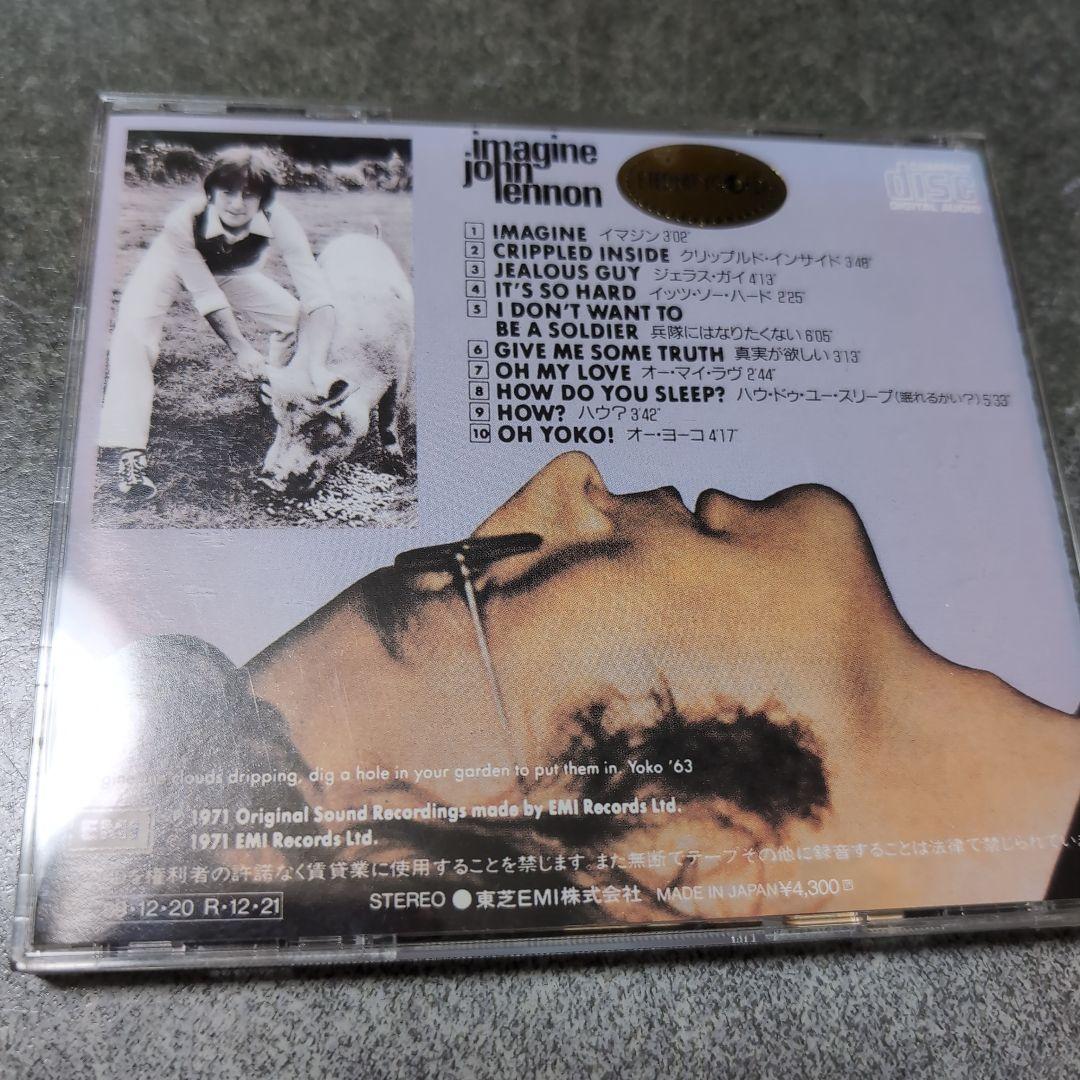 imagine
john
lennon
DISC
DIGITAL AUDIO
1 IMAGINE イマジン 3'02"
2 CRIPPLED INSIDE クリップルド・インサイド 3'48"
3 JEALOUS GUY ジェラス・ガイ 4'13"
4 IT'S SO HARD イッツ・ソー・ハード 2'25"
5 I DON'T WANT TO
BE A SOLDIER 兵隊にはなりたくない 6'05"
6 GIVE ME SOME TRUTH 真実が欲しい 3'13"
7 OH MY LOVE オー・マイ・ラヴ 2'44"
8 HOW DO YOU SLEEP? ハウ・ドゥ・ユー・スリープ(眠れるかい?) 5'33"
9 HOW? ハウ? 3'42"
10 OH YOKO! オー・ヨーコ 4'17"
clouds dripping, dig a hole in your garden to put them in, Yoko '63
℗ 1971 Original Sound Recordings made by EMI Records Ltd.
1971 EMI Records Ltd.
EMI
権利者の許諾なく賃貸業に使用することを禁じます。また無断でテープその他に録音することは法律で禁じられてい
・12・20 R・12・21
STEREO ● 東芝EMI株式会社 MADE IN JAPAN ¥4,300